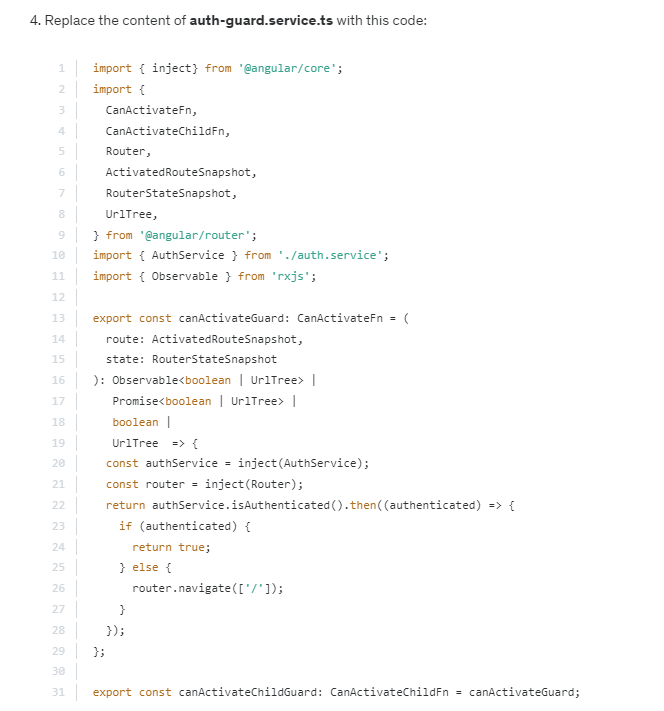 4. Replace the content of auth-guard.service.ts with this code:
1 import { inject} from '@angular/core';
2 import {
3   CanActivateFn,
4   CanActivateChildFn,
5   Router,
6   ActivatedRouteSnapshot,
7   RouterStateSnapshot,
8   UrlTree,
9 } from '@angular/router';
10 import { AuthService } from './auth.service';
11 import { Observable } from 'rxjs';
12
13 export const canActivateGuard: CanActivateFn = (
14   route: ActivatedRouteSnapshot,
15   state: RouterStateSnapshot
16 ): Observable<boolean | UrlTree> |
17    Promise<boolean | UrlTree> |
18    boolean |
19    UrlTree  => {
20   const authService = inject(AuthService);
21   const router = inject(Router);
22   return authService.isAuthenticated().then((authenticated) => {
23     if (authenticated) {
24       return true;
25     } else {
26       router.navigate(['/']);
27     }
28   });
29 };
30
31 export const canActivateChildGuard: CanActivateChildFn = canActivateGuard;